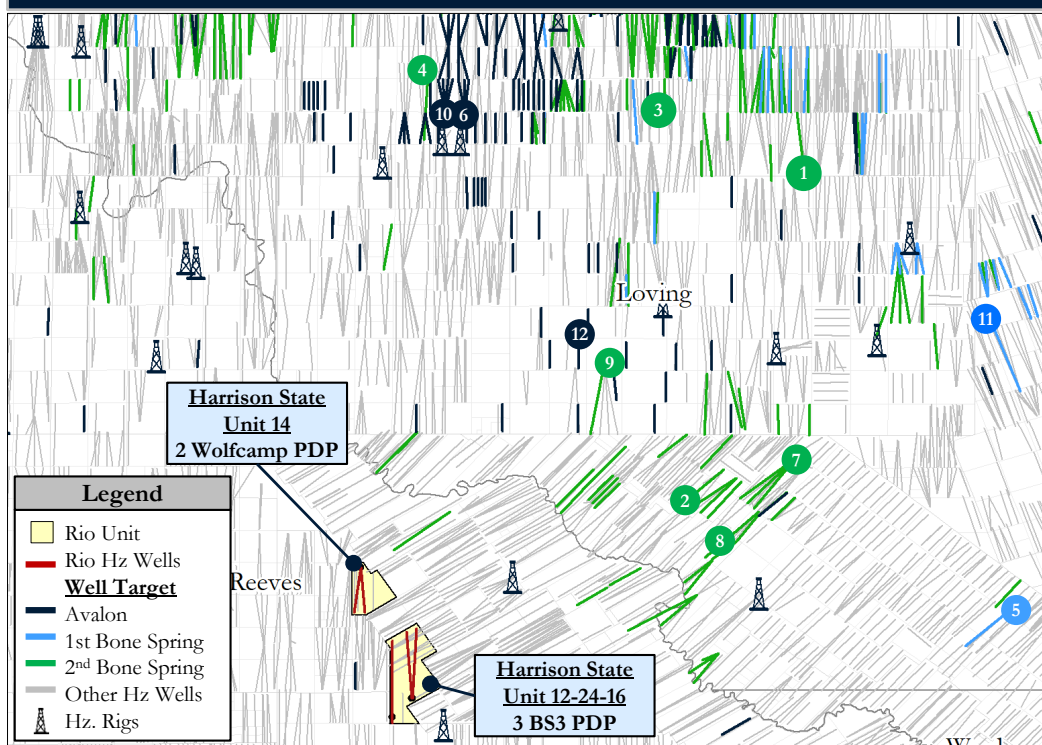 4
10
6
3
1
Loving
11
12
9
Harrison State
Unit 14
2 Wolfcamp PDP
7
2
8
5
Legend
Rio Unit
Rio Hz Wells
Well Target
Avalon
1st Bone Spring
2nd Bone Spring
Other Hz Wells
Hz. Rigs
Reeves
Harrison State
Unit 12-24-16
3 BS3 PDP